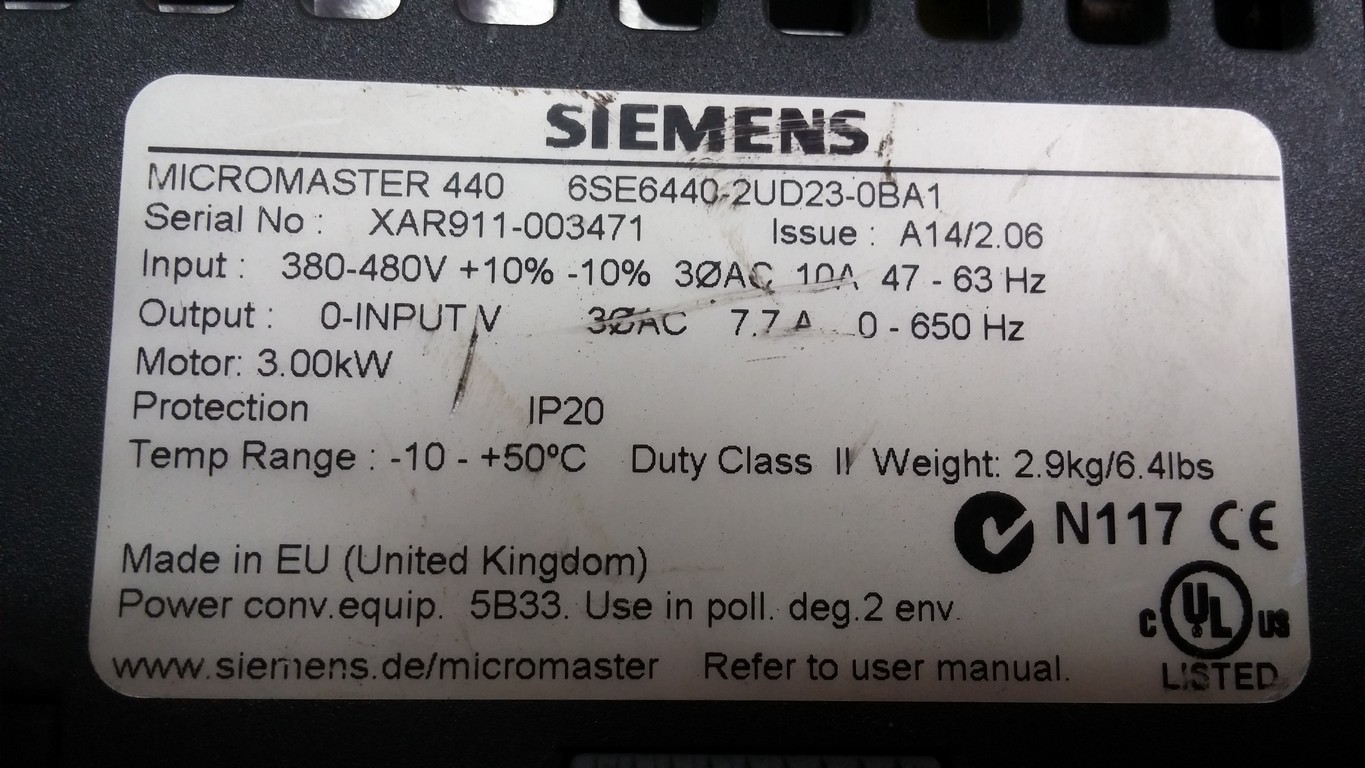 SIEMENS
MICROMASTER 440 6SE6440-2UD23-0BA1
Serial No : XAR911-003471 Issue : A14/2.06
Input : 380-480V +10% -10% 3ØAC 10A 47 - 63 Hz
Output : 0-INPUT V 3ØAC 7.7 A 0 - 650 Hz
Motor: 3.00kW
Protection IP20
Temp Range : -10 - +50ºC Duty Class II Weight: 2.9kg/6.4lbs
N117 CE
Made in EU (United Kingdom)
Power conv.equip. 5B33. Use in poll. deg.2 env.
C UL US
www.siemens.de/micromaster Refer to user manual.
LISTED